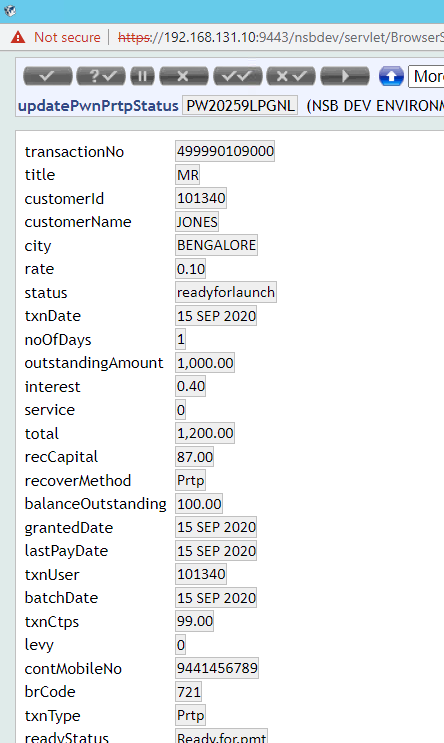 Not secure | https://192.168.131.10:9443/nsbdev/servlet/BrowserS
More
updatePwnPrtpStatus PW20259LPGNL (NSB DEV ENVIRONM
transactionNo 499990109000
title MR
customerId 101340
customerName JONES
city BENGALORE
rate 0.10
status readyforlaunch
txnDate 15 SEP 2020
noOfDays 1
outstandingAmount 1,000.00
interest 0.40
service 0
total 1,200.00
recCapital 87.00
recoverMethod Prtp
balanceOutstanding 100.00
grantedDate 15 SEP 2020
lastPayDate 15 SEP 2020
txnUser 101340
batchDate 15 SEP 2020
txnCtps 99.00
levy 0
contMobileNo 9441456789
brCode 721
txnType Prtp
readyStatus Ready.for.pmt